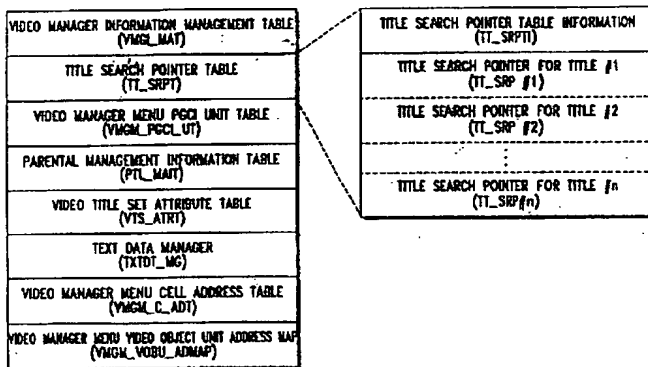 VIDEO MANAGER INFORMATION MANAGEMENT TABLE
(VMGI_MAT)
TITLE SEARCH POINTER TABLE
(TT_SRPT)
VIDEO MANAGER MENU PGCI UNIT TABLE
(VMGM_PGCI_UT)
PARENTAL MANAGEMENT INFORMATION TABLE
(PTL_MAIT)
VIDEO TITLE SET ATTRIBUTE TABLE
(VTS_ATRT)
TEXT DATA MANAGER
(TXTDT_MG)
VIDEO MANAGER MENU CELL ADDRESS TABLE
(VMGM_C_ADT)
VIDEO MANAGER MENU VIDEO OBJECT UNIT ADDRESS MAP
(VMGM_VOBU_ADMAP)
TITLE SEARCH POINTER TABLE INFORMATION
(TT_SRPTI)
TITLE SEARCH POINTER FOR TITLE #1
(TT_SRP #1)
TITLE SEARCH POINTER FOR TITLE #2
(TT_SRP #2)
⋮
TITLE SEARCH POINTER FOR TITLE #n
(TT_SRP#n)